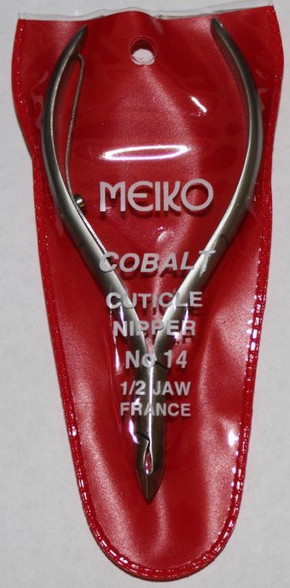 MEIKO
COBALT
CUTICLE
NIPPER
No 14
1/2 JAW
FRANCE